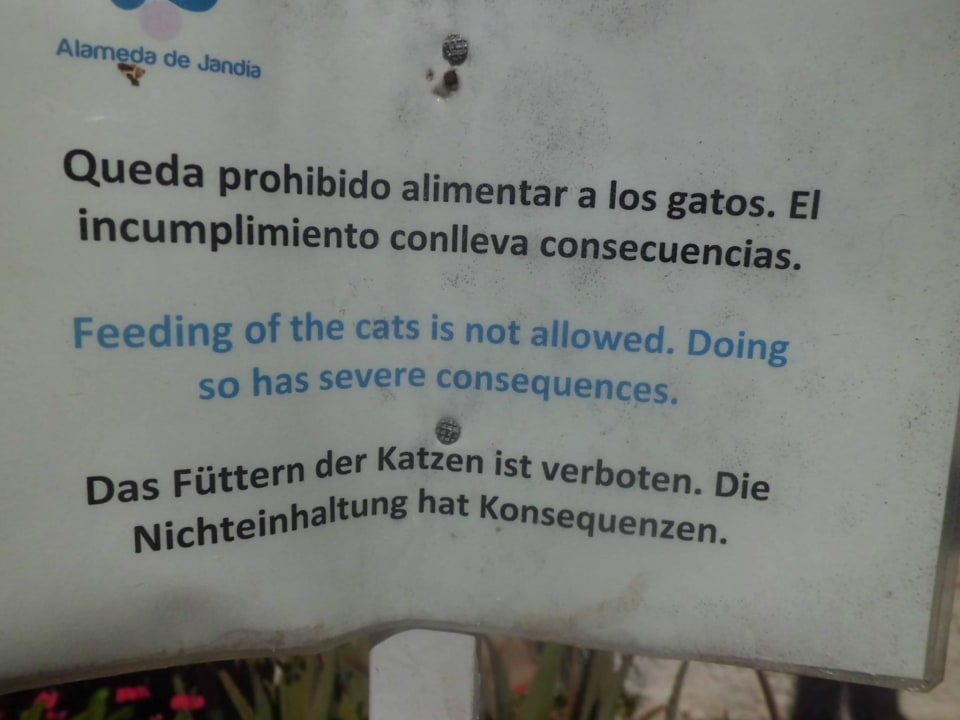 Alameda de Jandía
Queda prohibido alimentar a los gatos. El
incumplimiento conlleva consecuencias.
Feeding of the cats is not allowed. Doing
so has severe consequences.
Das Füttern der Katzen ist verboten. Die
Nichteinhaltung hat Konsequenzen.